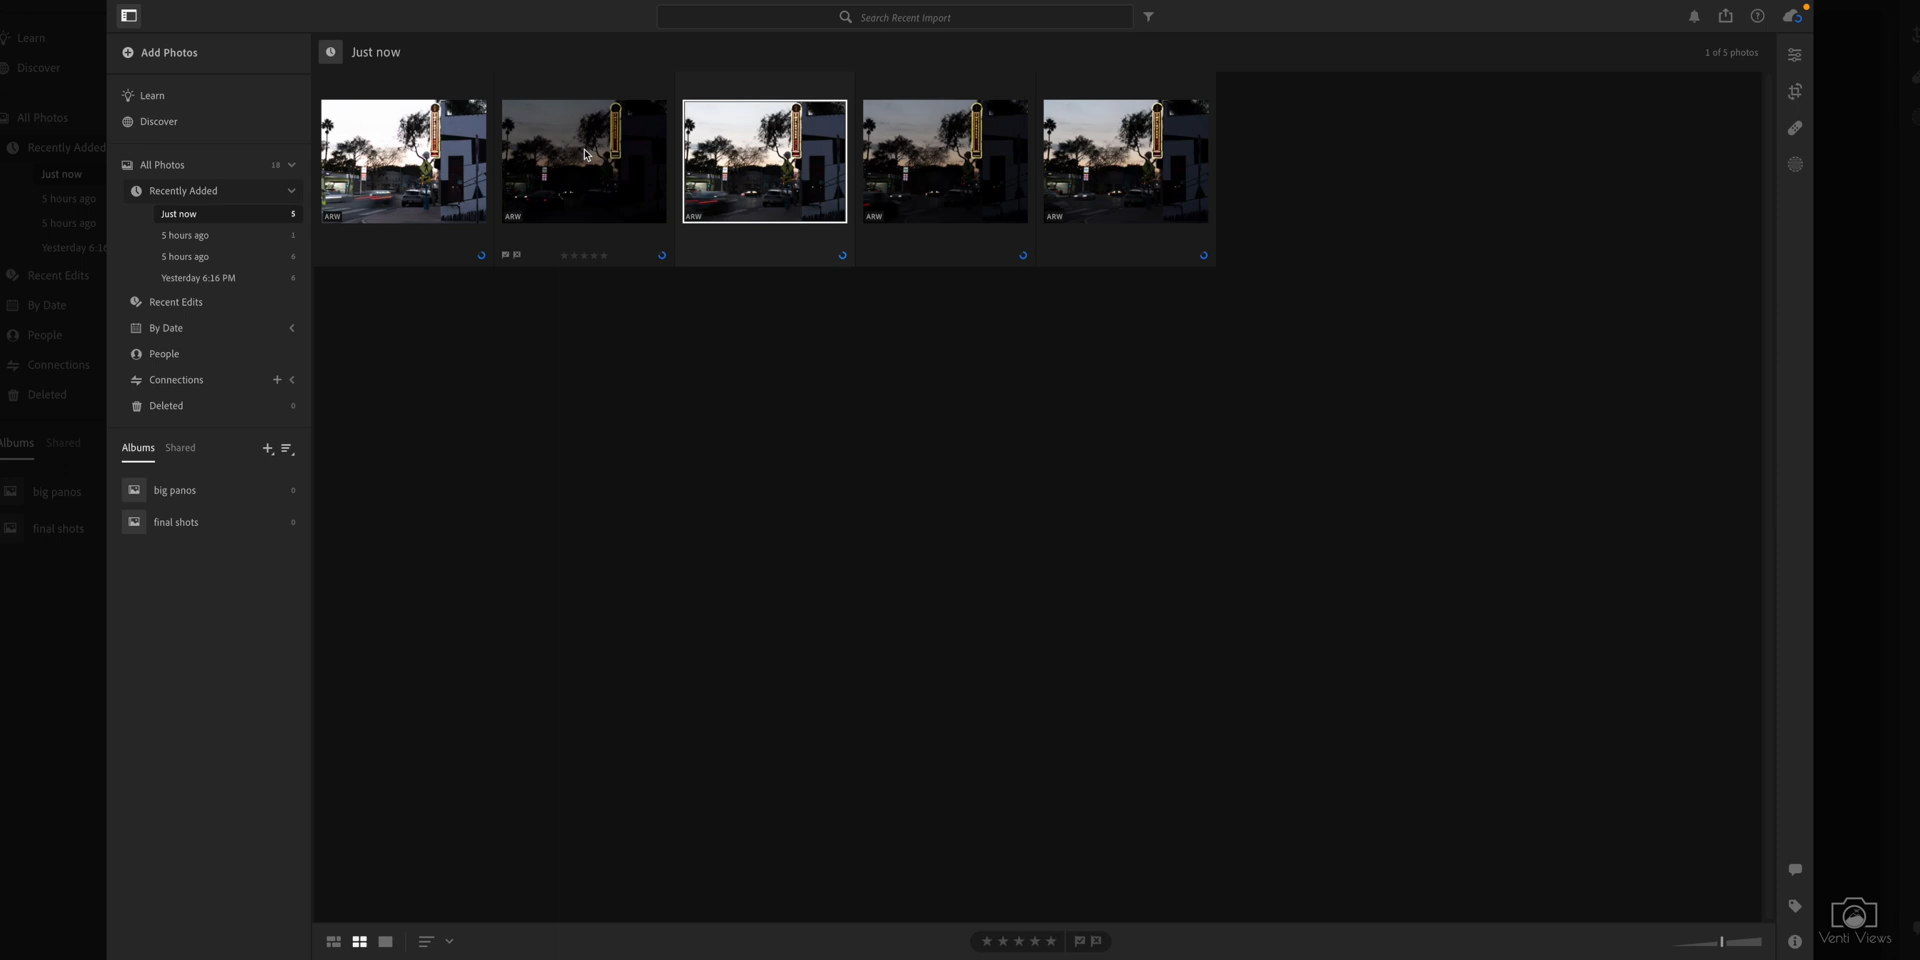 Search Recent Import
Learn
Discover
All Photos
Recently Added
Just now
5 hours ago
5 hours ago
Yesterday 6:16
Recent Edits
By Date
People
Connections
Deleted
Albums Shared
big panos
final shots
Add Photos
Learn
Discover
All Photos 18
Recently Added
Just now 5
5 hours ago 1
5 hours ago 6
Yesterday 6:16 PM 6
Recent Edits
By Date
People
Connections
Deleted 0
Albums Shared
big panos 0
final shots 0
Just now 1 of 5 photos
ARW ARW ARW ARW ARW
Venti Views